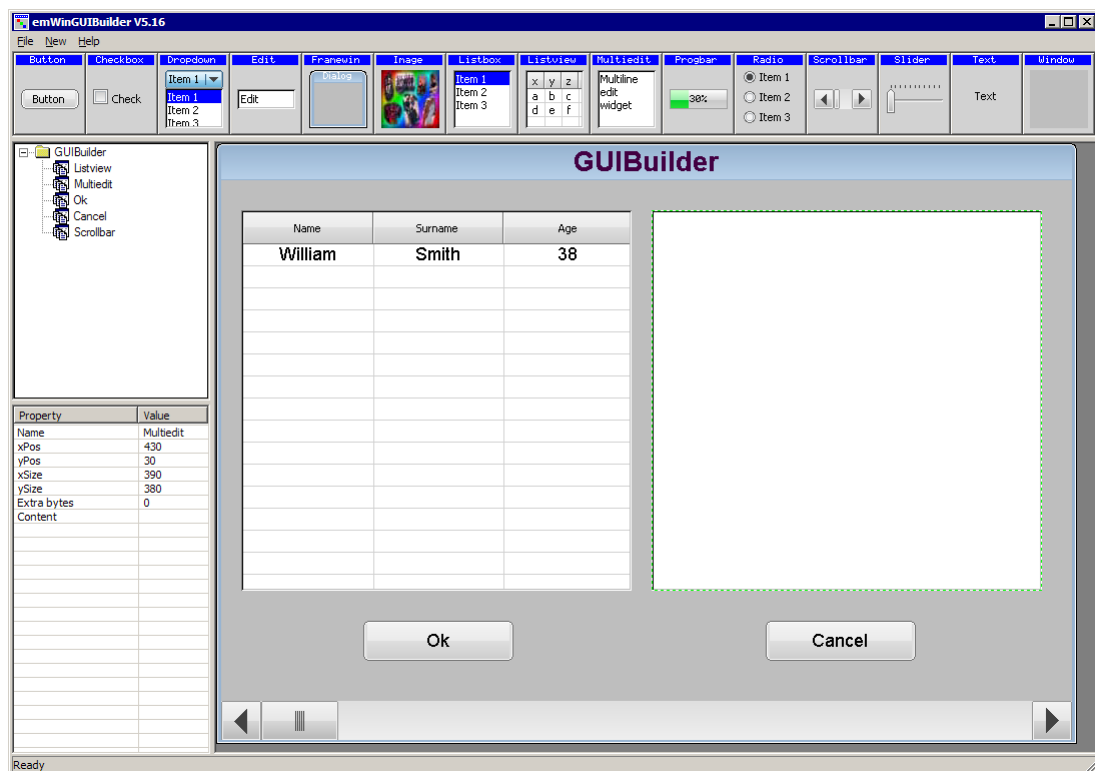 emWinGUIBuilder V5.16
File New Help
Button Checkbox Dropdown Edit Framewin Image Listbox Listview Multiedit Progbar Radio Scrollbar Slider Text Window
Button
Check
Item 1
Item 1
Item 2
Item 3
Edit
Dialog
Item 1
Item 2
Item 3
x y z
a b c
d e f
Multiline
edit
widget
30%
Item 1
Item 2
Item 3
Text
GUIBuilder
Listview
Multiedit
Ok
Cancel
Scrollbar
Property Value
Name Multiedit
xPos 430
yPos 30
xSize 390
ySize 380
Extra bytes 0
Content
GUIBuilder
Name Surname Age
William Smith 38
Ok
Cancel
Ready